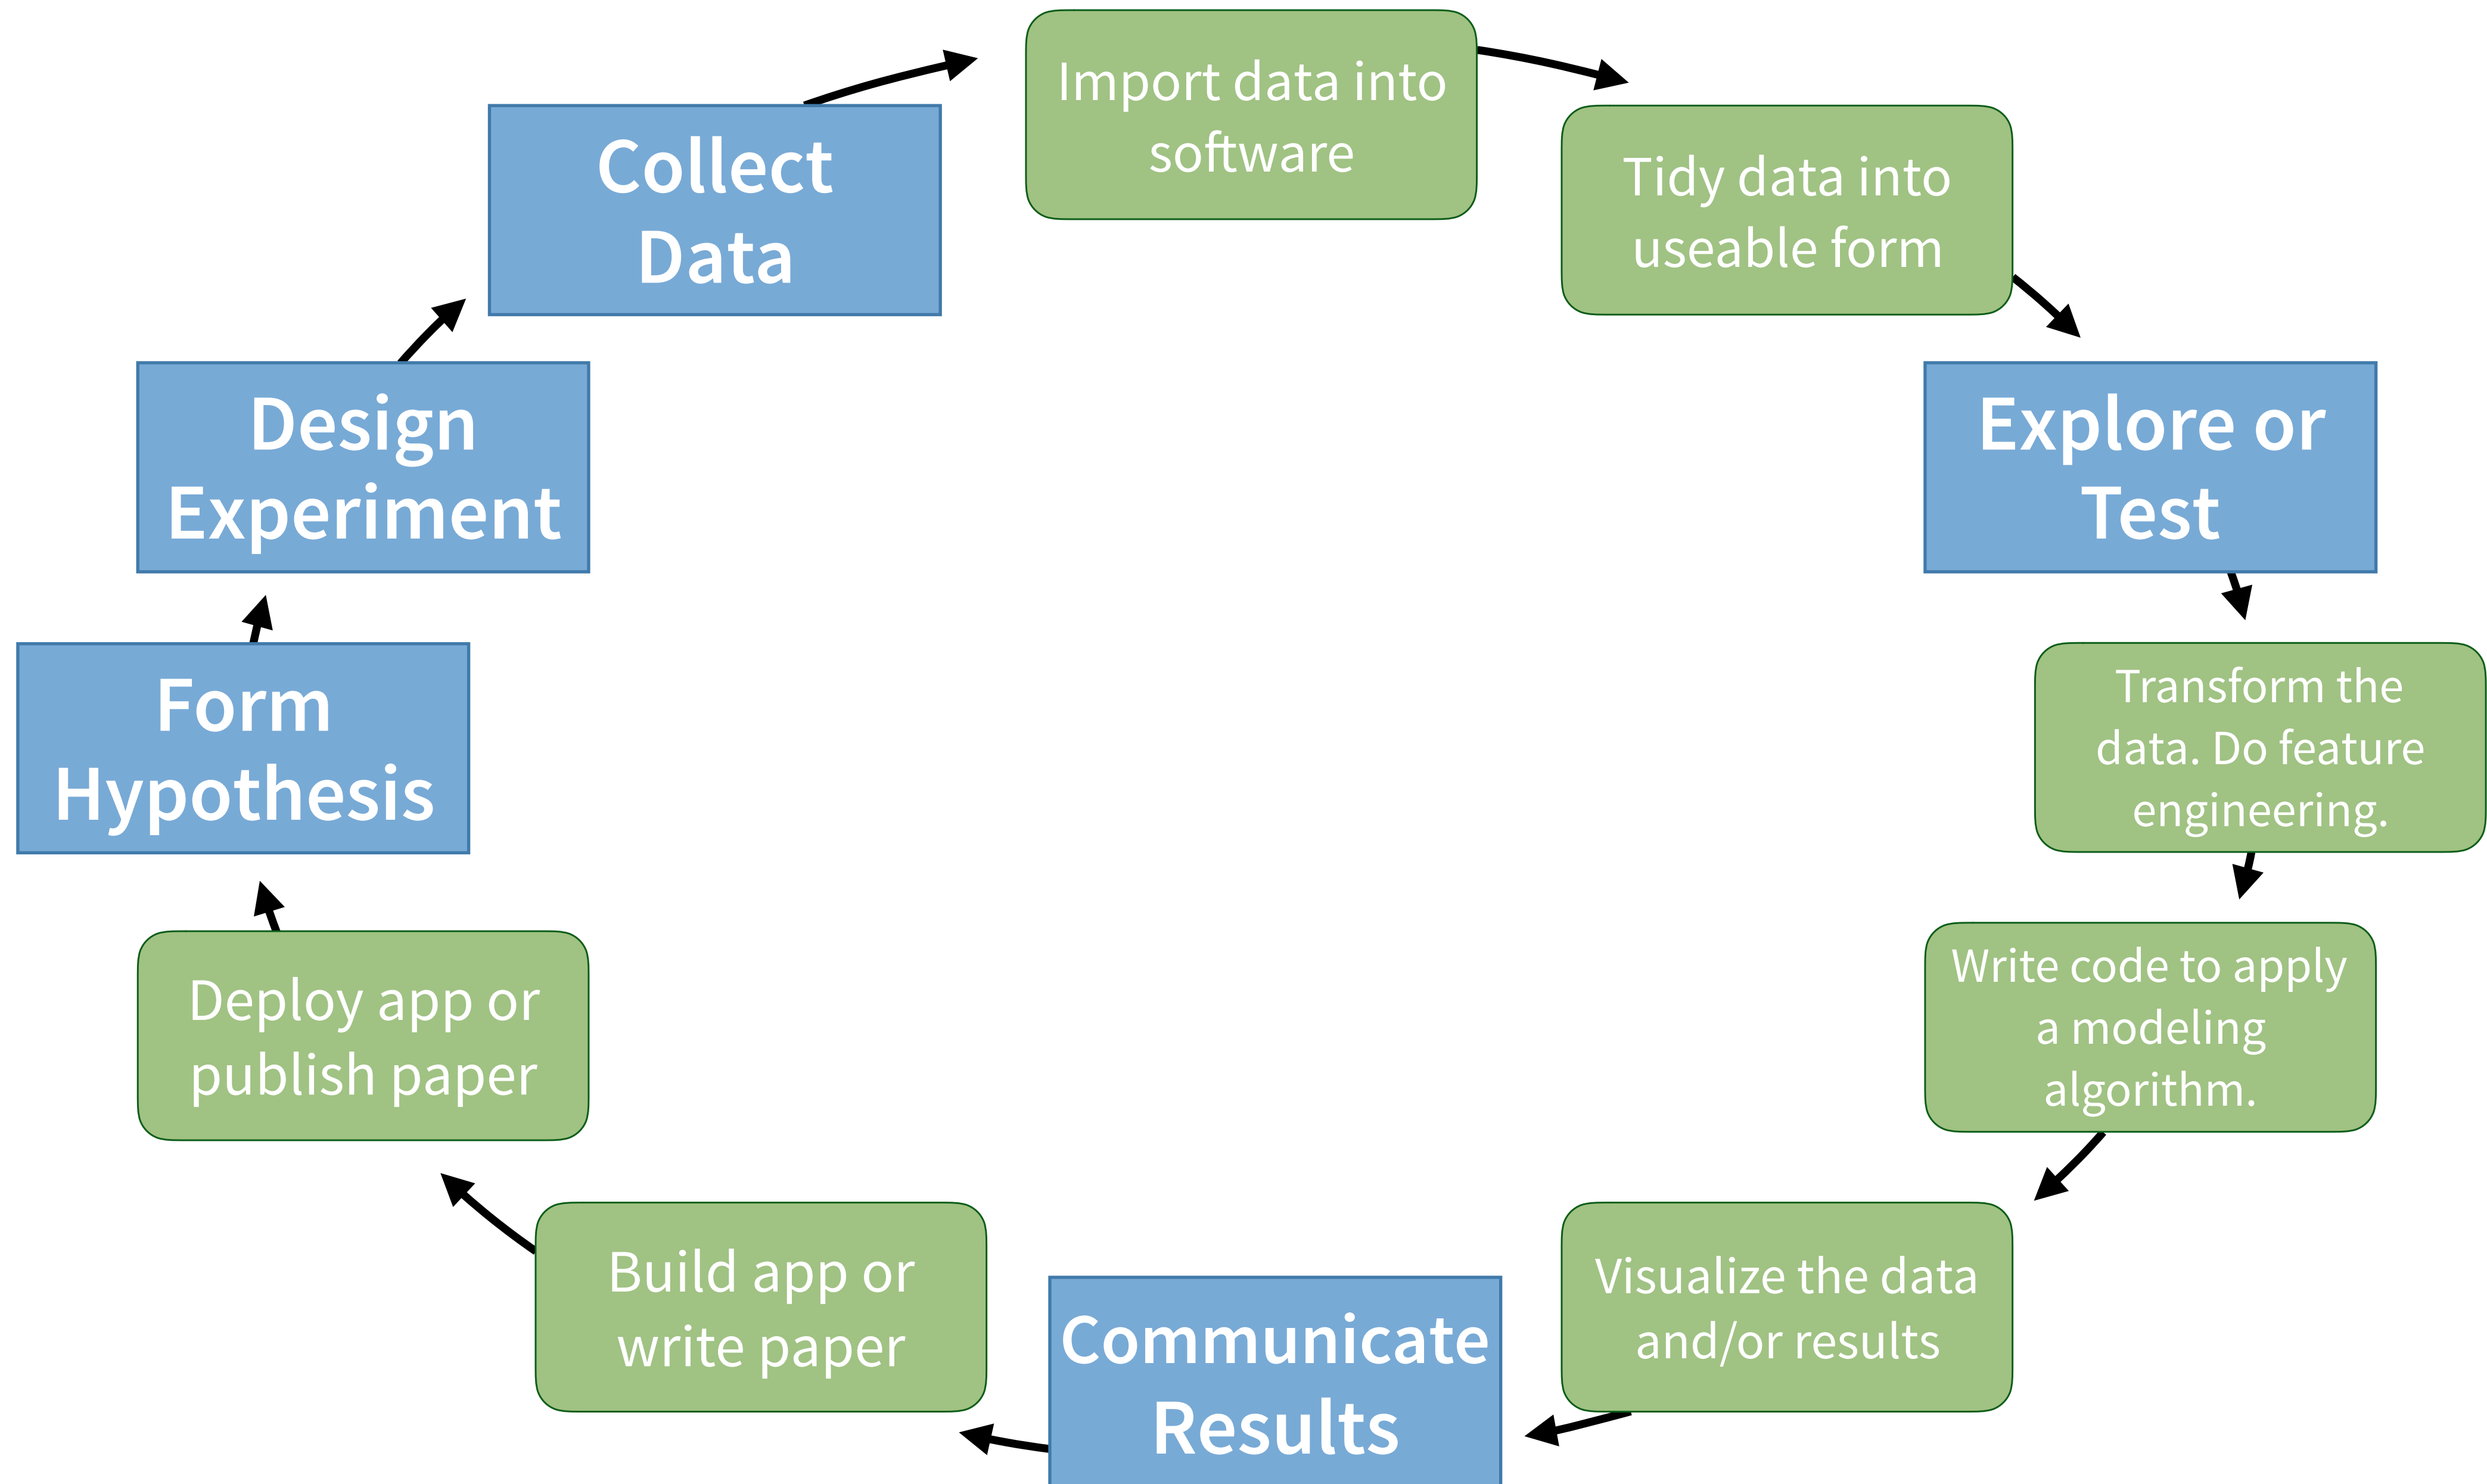 Import data into
software
Collect
Data
Tidy data into
useable form
Design
Experiment
Explore or
Test
Form
Hypothesis
Transform the
data. Do feature
engineering.
Deploy app or
publish paper
Write code to apply
a modeling
algorithm.
Build app or
write paper
Visualize the data
and/or results
Communicate
Results